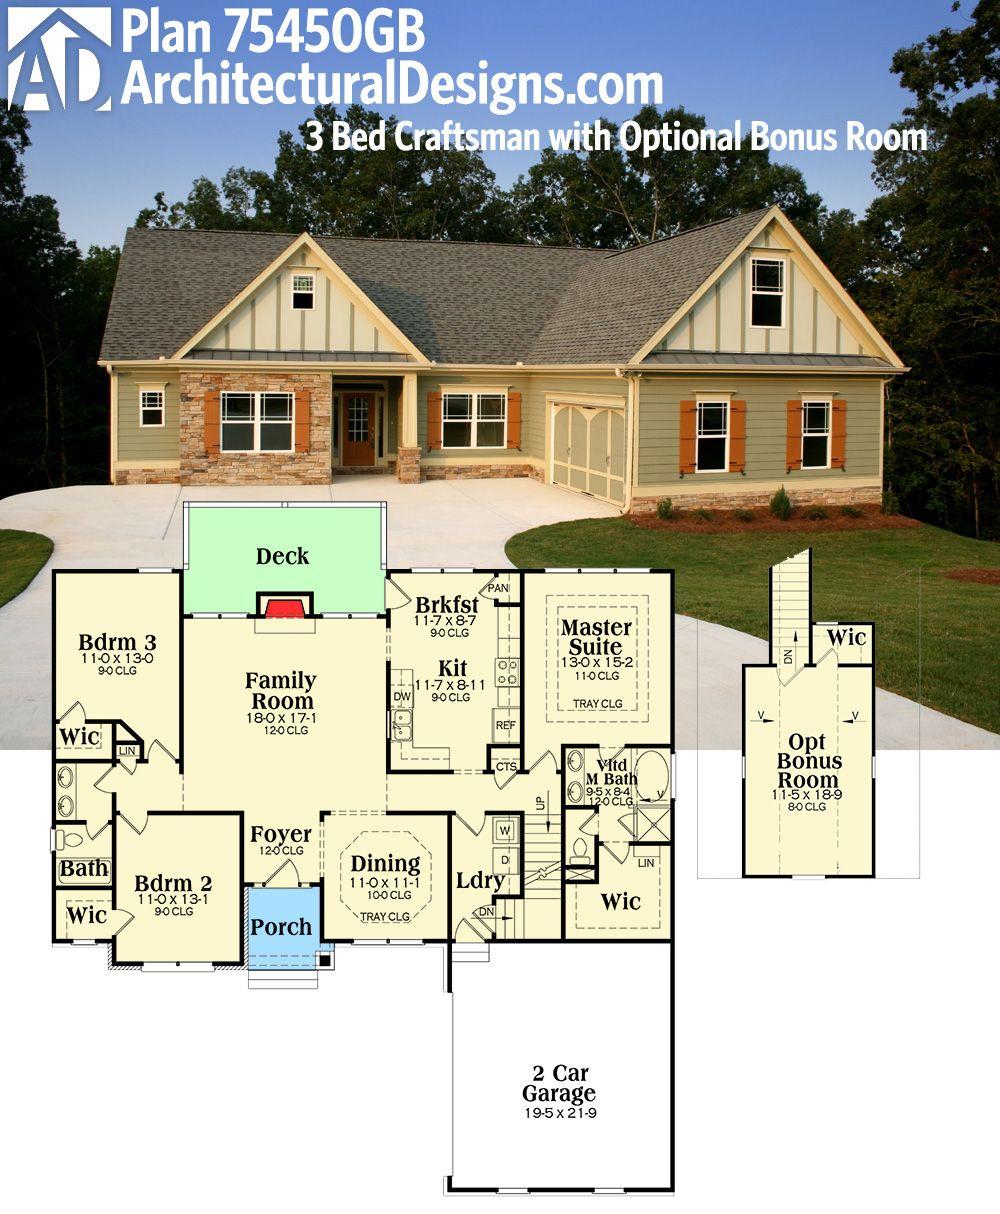 AD
Plan 75450GB
ArchitecturalDesigns.com
3 Bed Craftsman with Optional Bonus Room
Deck
Bdrm 3
11-0 x 13-0
9-0 CLG
Wic
LIN
Family
Room
18-0 x 17-1
12-0 CLG
Brkfst
11-7 x 8-7
9-0 CLG
PAN
Kit
11-7 x 8-11
9-0 CLG
DW
REF
CTS
Master
Suite
13-0 x 15-2
11-0 CLG
TRAY CLG
Vltd
M Bath
9-5 x 8-4
12-0 CLG
V
LIN
Wic
UP
Bath
Wic
Bdrm 2
11-0 x 13-1
9-0 CLG
Foyer
12-0 CLG
Porch
Dining
11-0 x 11-1
10-0 CLG
TRAY CLG
W
D
Ldry
DN
2 Car
Garage
19-5 x 21-9
DN
Wic
V
V
Opt
Bonus
Room
11-5 x 18-9
8-0 CLG